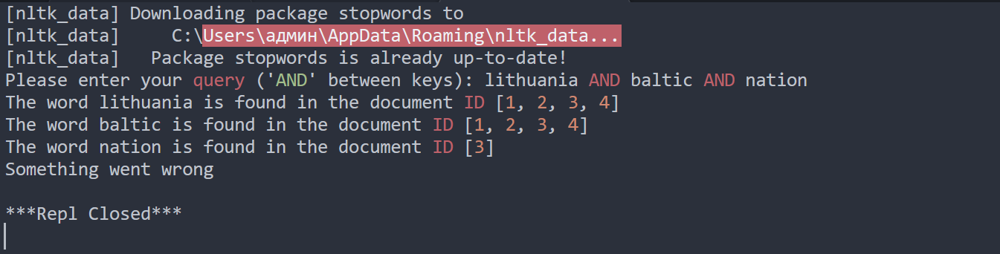 [nltk_data] Downloading package stopwords to
[nltk_data]     C:\Users\админ\AppData\Roaming\nltk_data...
[nltk_data]   Package stopwords is already up-to-date!
Please enter your query ('AND' between keys): lithuania AND baltic AND nation
The word lithuania is found in the document ID [1, 2, 3, 4]
The word baltic is found in the document ID [1, 2, 3, 4]
The word nation is found in the document ID [3]
Something went wrong
***Repl Closed***